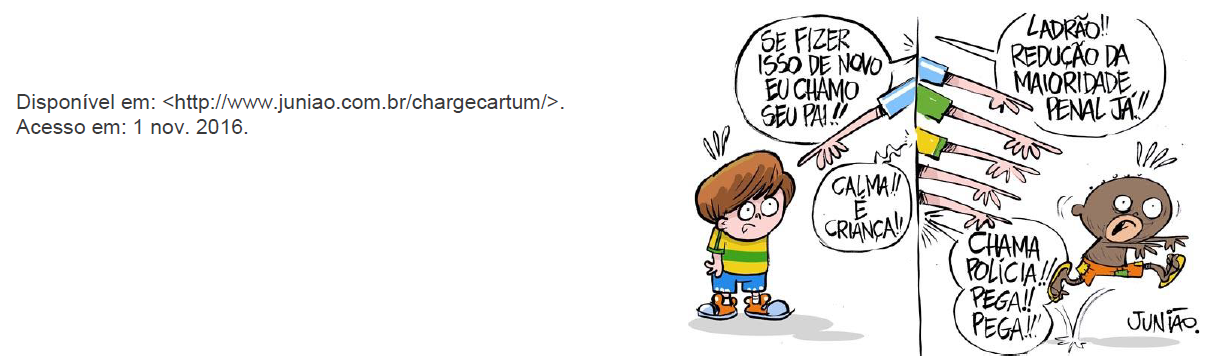 Disponível em: <http://www.juniao.com.br/chargecartum/>.
Acesso em: 1 nov. 2016.
SE FIZER
ISSO DE NOVO
EU CHAMO
SEU PAI!!
CALMA!!
É
CRIANÇA!!
LADRÃO!!
REDUÇÃO DA
MAIORIDADE
PENAL JÁ!!
CHAMA
POLÍCIA!!
PEGA!!
PEGA!!!
JUNIÃO.